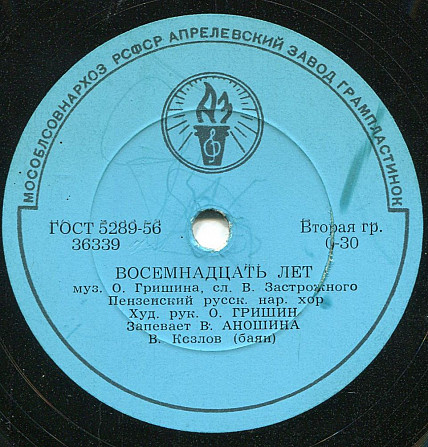 МОСОБЛСОВНАРХОЗ РСФСР АПРЕЛЕВСКИЙ ЗАВОД ГРАМПЛАСТИНОК
АЗ
ГОСТ 5289-56
36339
Вторая гр.
0-30
ВОСЕМНАДЦАТЬ ЛЕТ
муз. О. Гришина, сл. В. Застрожного
Пензенский русск. нар. хор
Худ. рук. О. ГРИШИН
Запевает В. АНОШИНА
В. Козлов (баян)